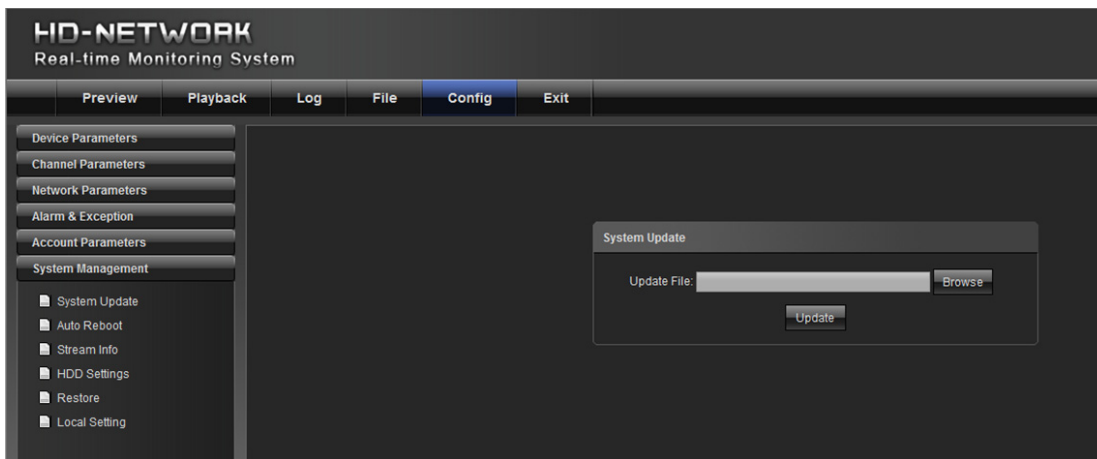 HD-NETWORK
Real-time Monitoring System
Preview Playback Log File Config Exit
Device Parameters
Channel Parameters
Network Parameters
Alarm & Exception
Account Parameters
System Management
System Update
Auto Reboot
Stream Info
HDD Settings
Restore
Local Setting
System Update
Update File: Browse
Update